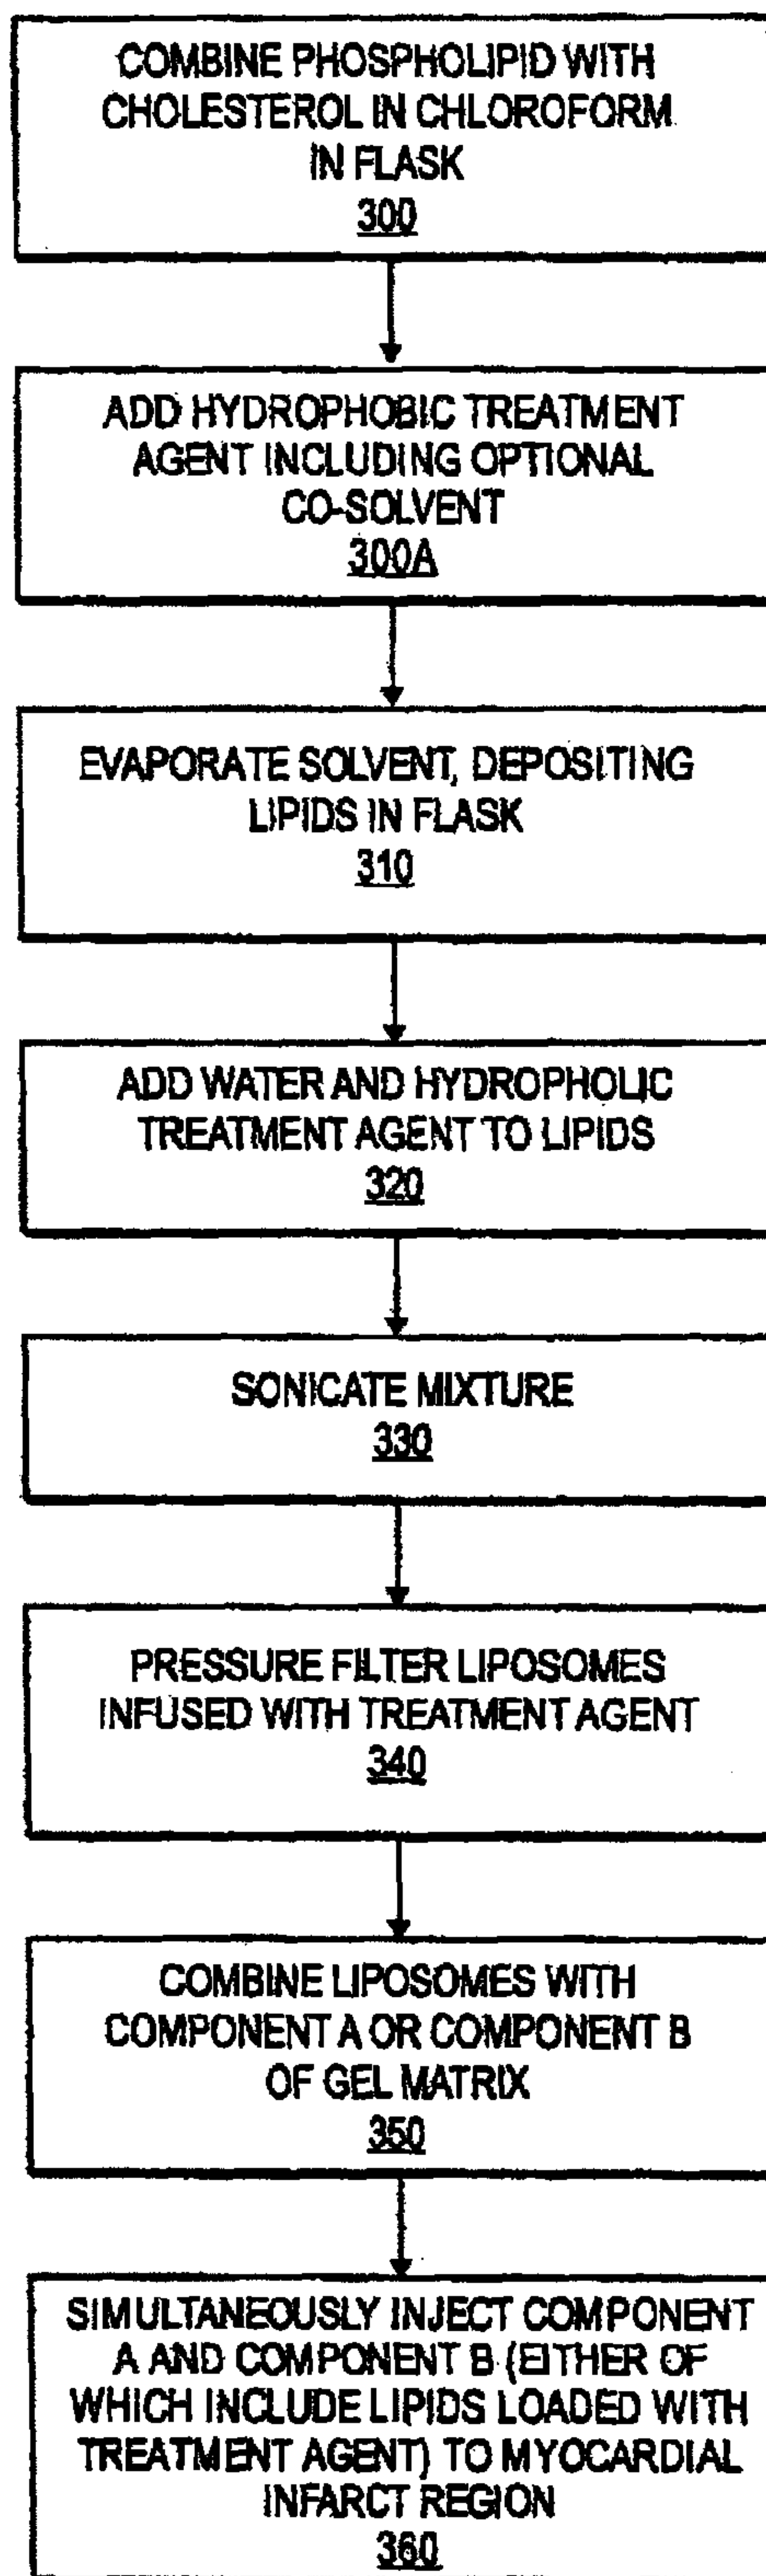 COMBINE PHOSPHOLIPID WITH
CHOLESTEROL IN CHLOROFORM
IN FLASK
300
ADD HYDROPHOBIC TREATMENT
AGENT INCLUDING OPTIONAL
CO-SOLVENT
300A
EVAPORATE SOLVENT, DEPOSITING
LIPIDS IN FLASK
310
ADD WATER AND HYDROPHOLIC
TREATMENT AGENT TO LIPIDS
320
SONICATE MIXTURE
330
PRESSURE FILTER LIPOSOMES
INFUSED WITH TREATMENT AGENT
340
COMBINE LIPOSOMES WITH
COMPONENT A OR COMPONENT B
OF GEL MATRIX
350
SIMULTANEOUSLY INJECT COMPONENT
A AND COMPONENT B (EITHER OF
WHICH INCLUDE LIPIDS LOADED WITH
TREATMENT AGENT) TO MYOCARDIAL
INFARCT REGION
360